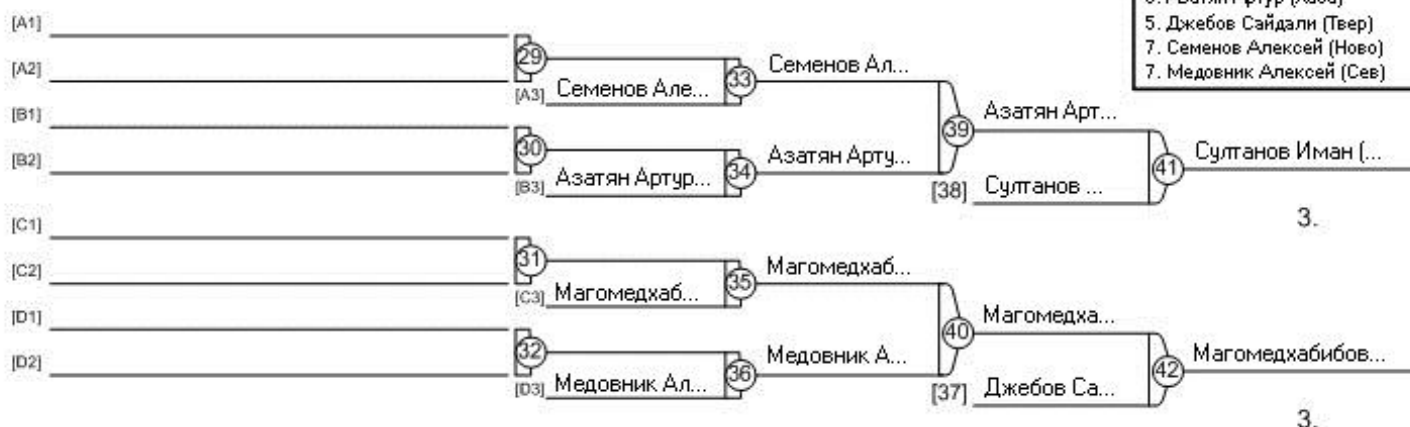 5. Джебов Сайдали (Твер)
7. Семенов Алексей (Ново)
7. Медовник Алексей (Сев)
[A1]
[A2]
29
[A3] Семенов Але...
33
Семенов Ал...
[B1]
[B2]
30
[B3] Азатян Артур...
34
Азатян Арту...
39
Азатян Арт...
[38] Султанов ...
41
Султанов Иман (...
3.
[C1]
[C2]
31
[C3] Магомедхаб...
35
Магомедхаб...
[D1]
[D2]
32
[D3] Медовник Ал...
36
Медовник А...
40
Магомедха...
[37] Джебов Са...
42
Магомедхабибов...
3.